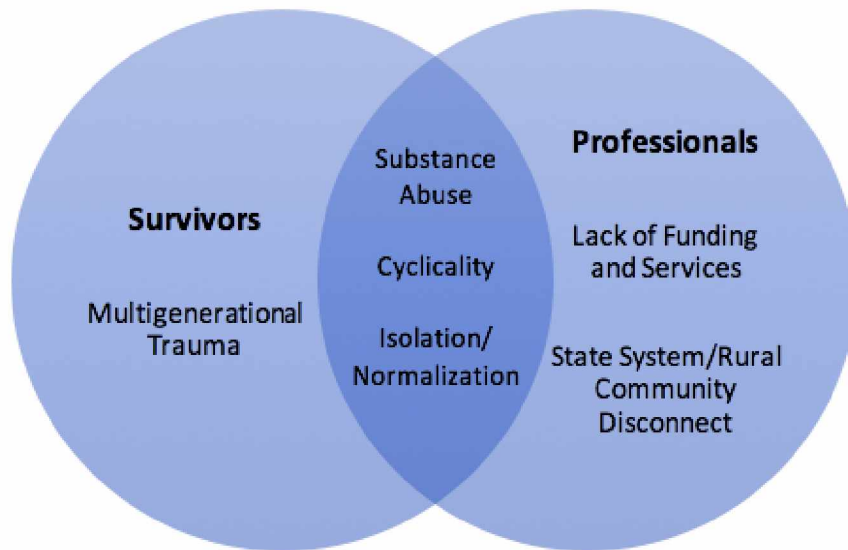 Survivors
Multigenerational
Trauma
Substance
Abuse
Cyclicality
Isolation/
Normalization
Professionals
Lack of Funding
and Services
State System/Rural
Community
Disconnect